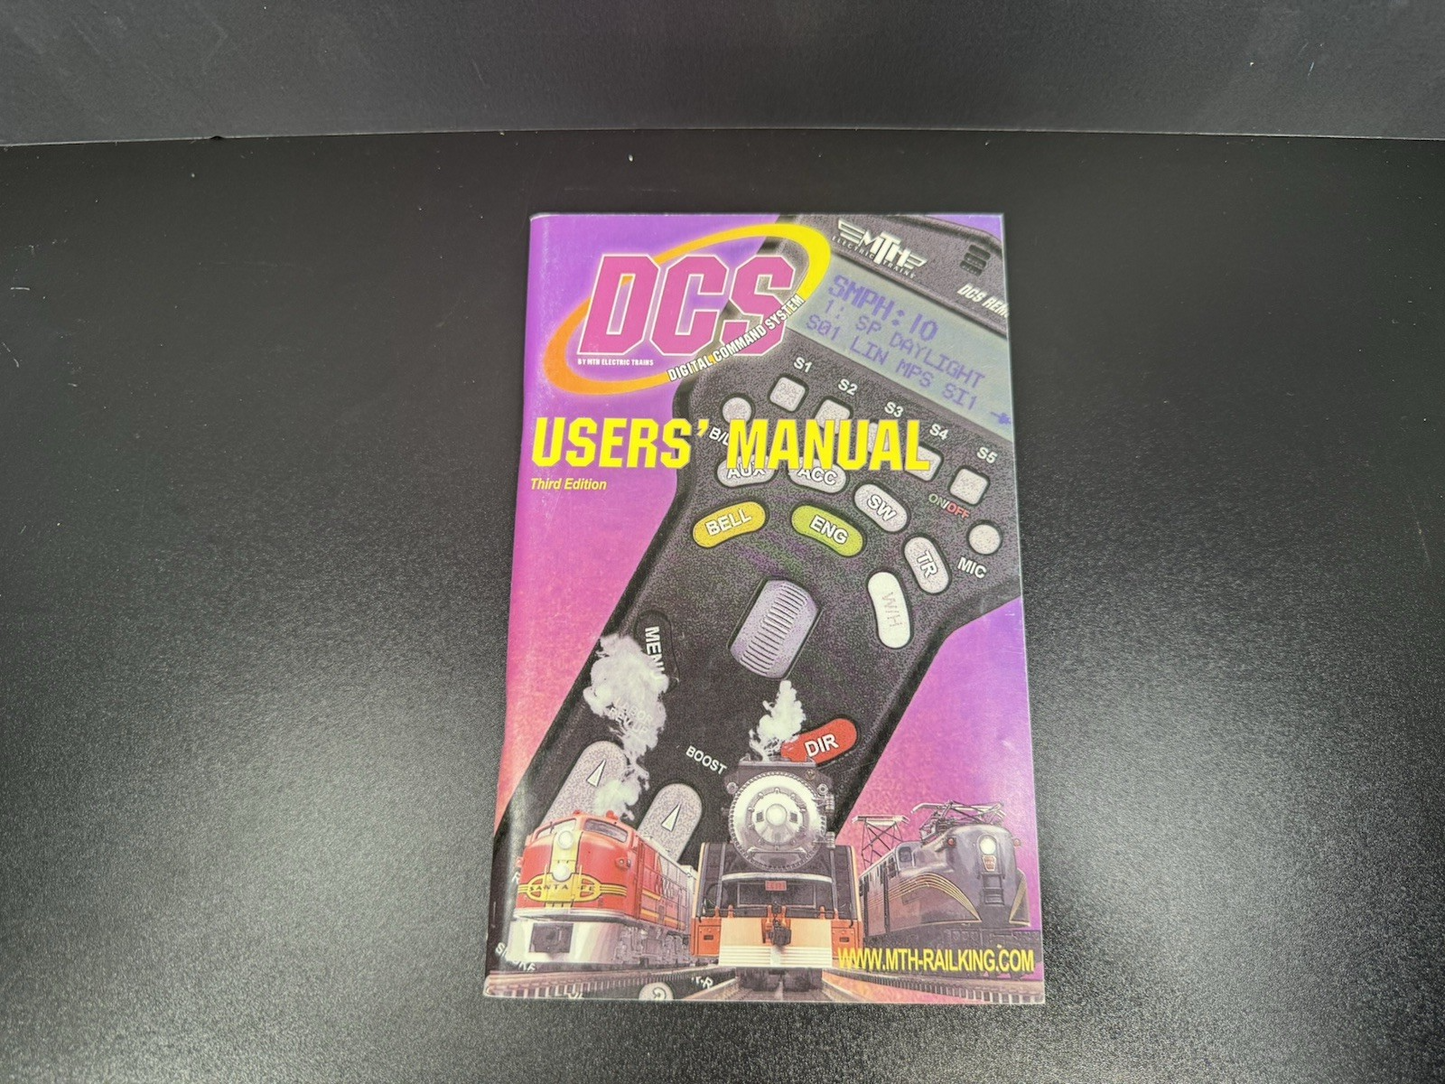 DCS
BY MTH ELECTRIC TRAINS
DIGITAL COMMAND SYSTEM
MTH
ELECTRIC TRAINS
SMPH:10
1: SP DAYLIGHT
S01 LIN MPS SI1
USERS' MANUAL
Third Edition
S1
S2
S3
S4
S5
AUX
ACC
SW
ON/OFF
BELL
ENG
TR
MIC
W/H
DIR
BOOST
SANTA FE
WWW.MTH-RAILKING.COM